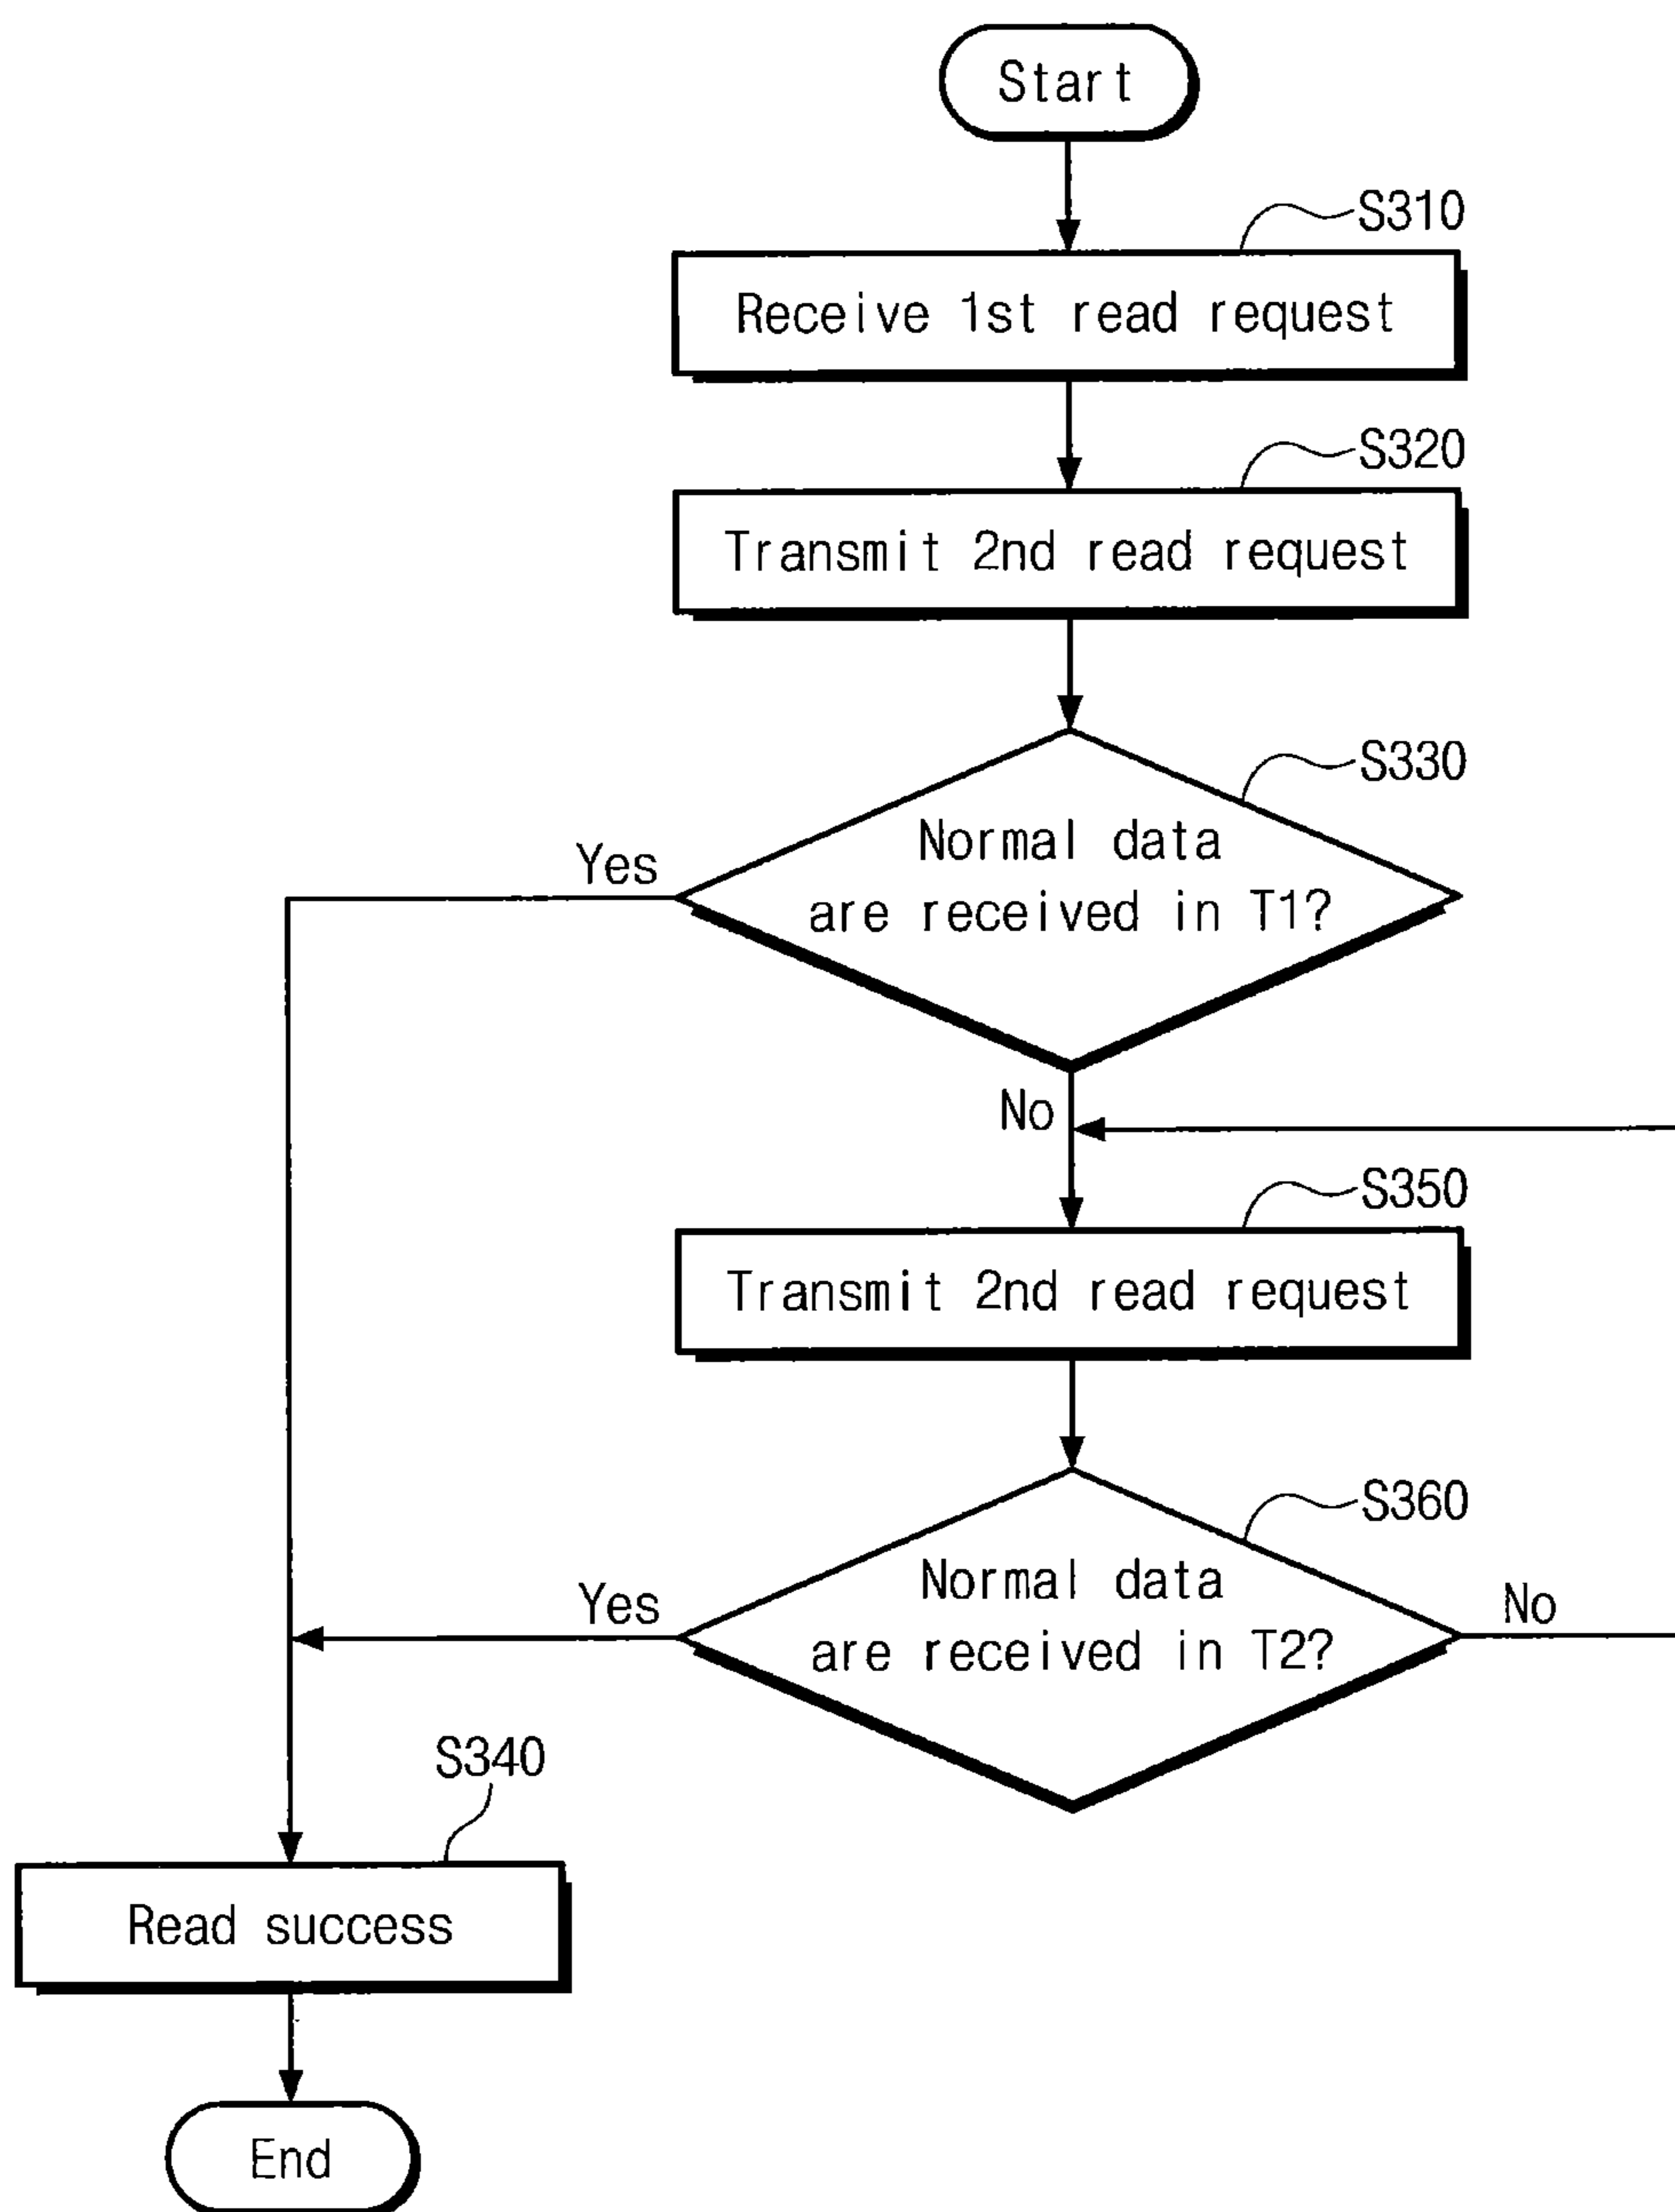 Start
S310
Receive 1st read request
S320
Transmit 2nd read request
S330
Normal data
are received in T1?
Yes
No
S350
Transmit 2nd read request
S360
Normal data
are received in T2?
Yes
No
S340
Read success
End